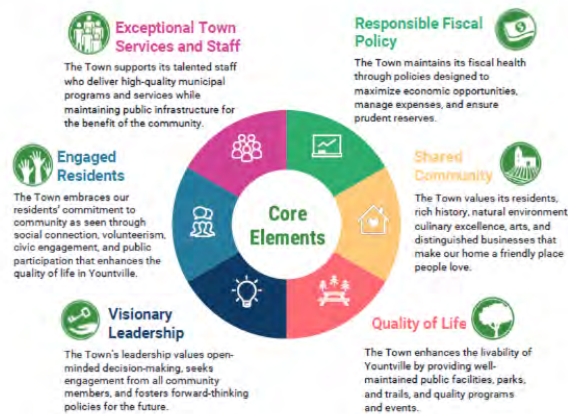 Exceptional Town
Services and Staff
The Town supports its talented staff
who deliver high-quality municipal
programs and services while
maintaining public infrastructure for
the benefit of the community.
Responsible Fiscal
Policy
The Town maintains its fiscal health
through policies designed to
maximize economic opportunities,
manage expenses, and ensure
prudent reserves.
Engaged
Residents
The Town embraces our
residents' commitment to
community as seen through
social connection, volunteerism,
civic engagement, and public
participation that enhances the
quality of life in Yountville.
Core
Elements
Shared
Community
The Town values its residents,
rich history, natural environment
culinary excellence, arts, and
distinguished businesses that
make our home a friendly place
people love.
Visionary
Leadership
The Town's leadership values open-
minded decision-making, seeks
engagement from all community
members, and fosters forward-thinking
policies for the future.
Quality of Life
The Town enhances the livability of
Yountville by providing well-
maintained public facilities, parks,
and trails, and quality programs
and events.